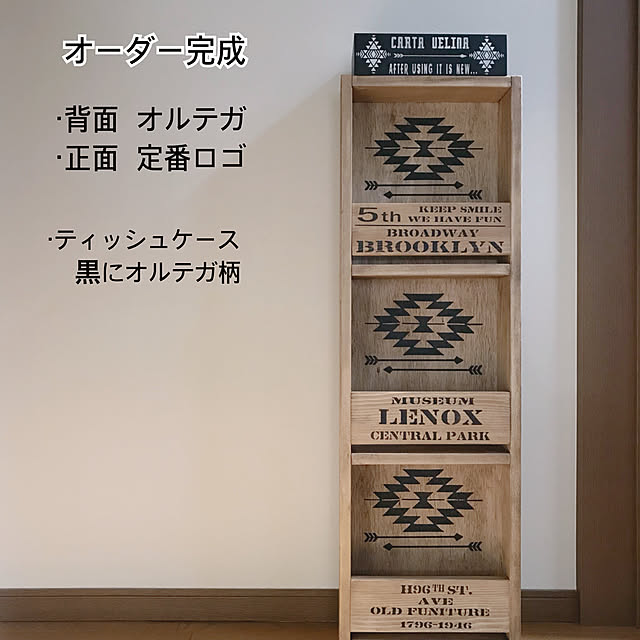 オーダー完成
・背面 オルテガ
・正面 定番ロゴ
・ティッシュケース
黒にオルテガ柄
CARTA VELINA
AFTER USING IT IS NEW...
5th KEEP SMILE
WE HAVE FUN
BROADWAY
BROOKLYN
MUSEUM
LENOX
CENTRAL PARK
H96TH ST.
AVE
OLD FUNITURE
1796-1946